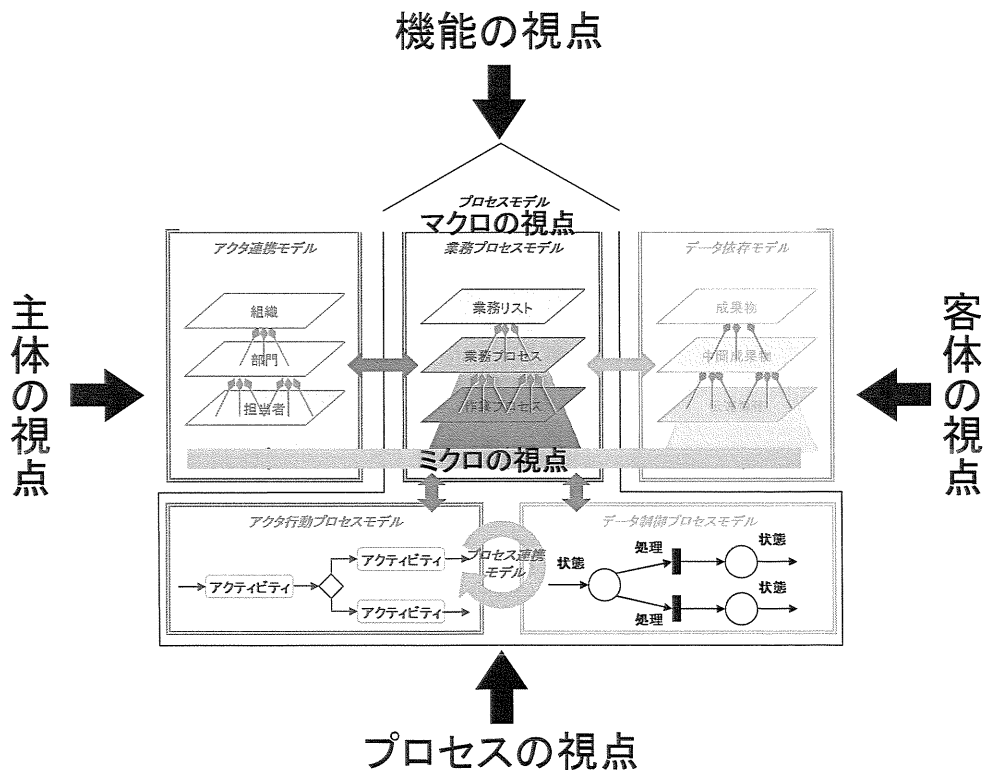 機能の視点
プロセスモデル
マクロの視点
アクタ連携モデル
業務プロセスモデル
データ依存モデル
組織
部門
担当者
業務リスト
業務プロセス
作業プロセス
成果物
中間成果物
主体の視点
客体の視点
ミクロの視点
アクタ行動プロセスモデル
データ制御プロセスモデル
プロセス連携
モデル
アクティビティ
アクティビティ
アクティビティ
状態
処理
状態
処理
状態
プロセスの視点